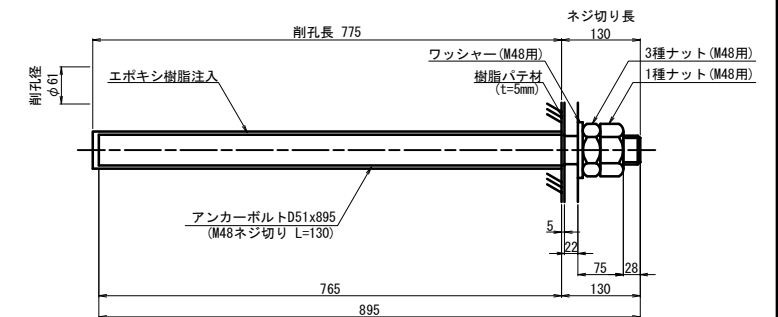 ネジ切り長
削孔長 775
130
ワッシャー(M48用)
3種ナット(M48用)
削孔径
φ61
エポキシ樹脂注入
樹脂パテ材
(t=5mm)
1種ナット(M48用)
アンカーボルトD51x895
(M48ネジ切り L=130)
5
22
75
28
765
130
895